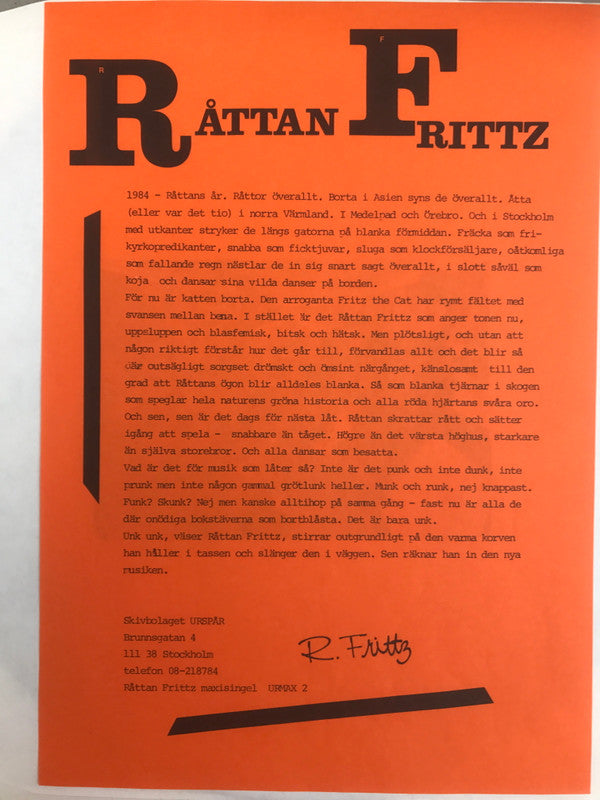 RÅTTAN FRITTZ
1984 - Råttans år. Råttor överallt. Borta i Asien syns de överallt. Åtta
(eller var det tio) i norra Värmland. I Medelpad och Örebro. Och i Stockholm
med utkanter stryker de längs gatorna på blanka förmiddan. Fräcka som fri-
kyrkopredikanter, snabba som ficktjuvar, sluga som klockförsäljare, oåtkomliga
som fallande regn nästlar de in sig snart sagt överallt, i slott såväl som
koja och dansar sina vilda danser på borden.
För nu är katten borta. Den arroganta Fritz the Cat har rymt fältet med
svansen mellan bena. I stället är det Råttan Frittz som anger tonen nu,
uppsluppen och blasfemisk, bitsk och hätsk. Men plötsligt, och utan att
någon riktigt förstår hur det går till, förvandlas allt och det blir så
där outsägligt sorgset drömskt och ömsint närgånget, känslosamt till den
grad att Råttans ögon blir alldeles blanka. Så som blanka tjärnar i skogen
som speglar hela naturens gröna historia och alla röda hjärtans svåra oro.
Och sen, sen är det dags för nästa låt. Råttan skrattar rått och sätter
igång att spela - snabbare än tåget. Högre än det värsta höghus, starkare
än själva storebror. Och alla dansar som besatta.
Vad är det för musik som låter så? Inte är det punk och inte dunk, inte
prunk men inte någon gammal grötlunk heller. Munk och runk, nej knappast.
Funk? Skunk? Nej men kanske alltihop på samma gång - fast nu är alla de
där onödiga bokstäverna som bortblåsta. Det är bara unk.
Unk unk, väser Råttan Frittz, stirrar outgrundligt på den varma korven
han håller i tassen och slänger den i väggen. Sen räknar han in den nya
musiken.
Skivbolaget URSPÅR
Brunnsgatan 4
111 38 Stockholm
telefon 08-218784
Råttan Frittz maxisingel URMAX 2
R. Frittz